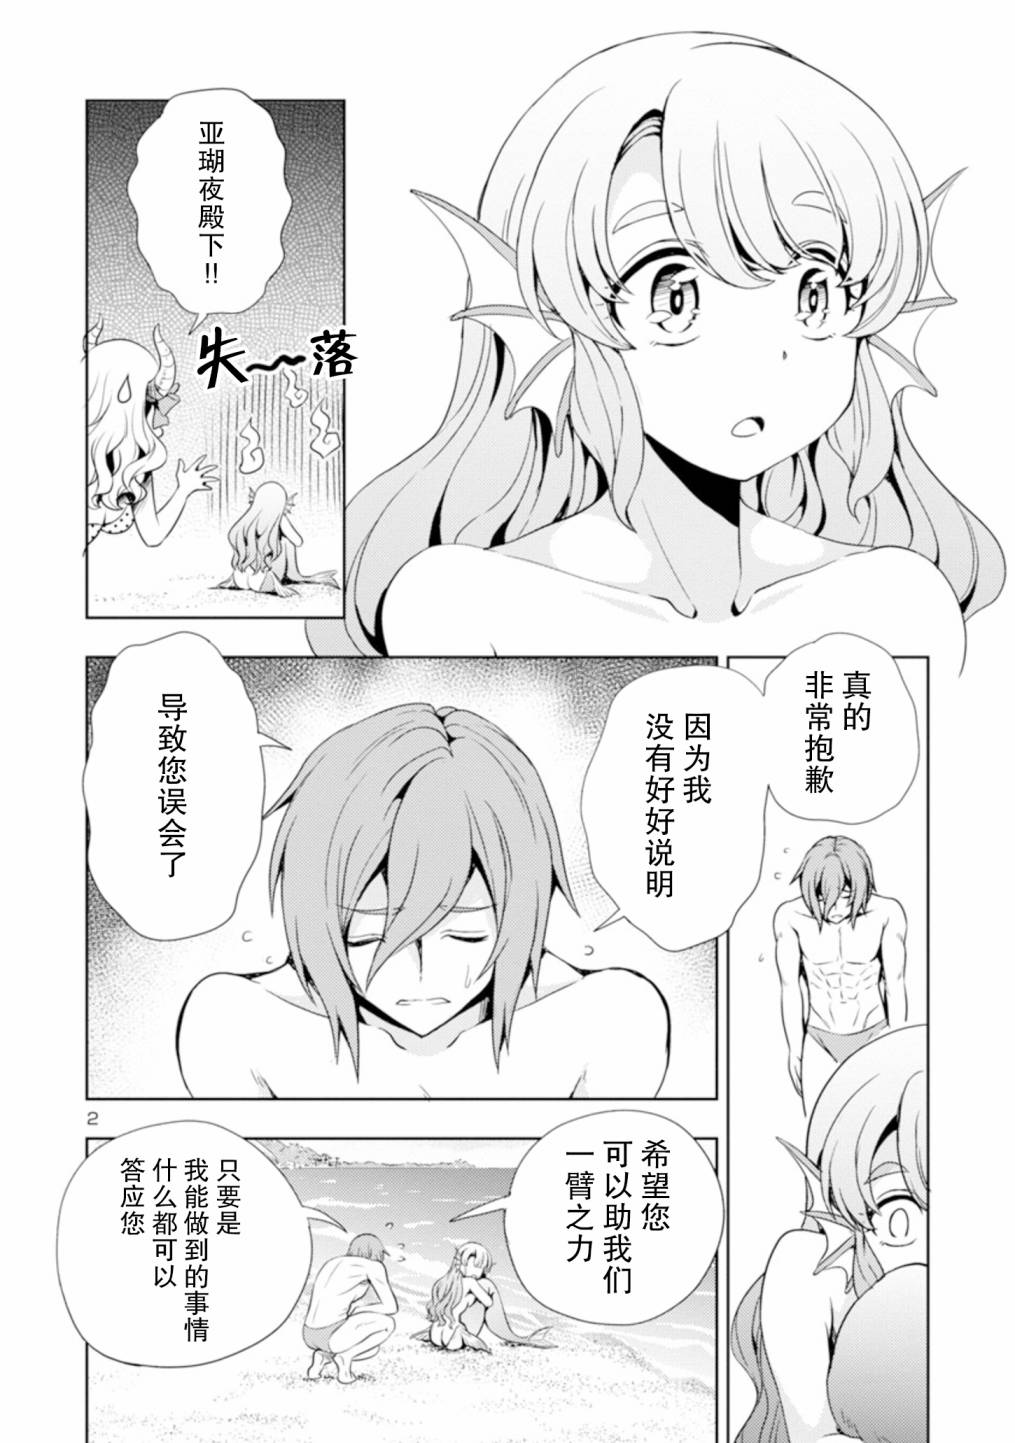 亚瑚夜殿下!!
失～落
真的
非常抱歉
因为我
没有好好说明
导致您误会了
2
希望您
可以助我们
一臂之力
只要是
我能做到的事情
什么都可以
答应您